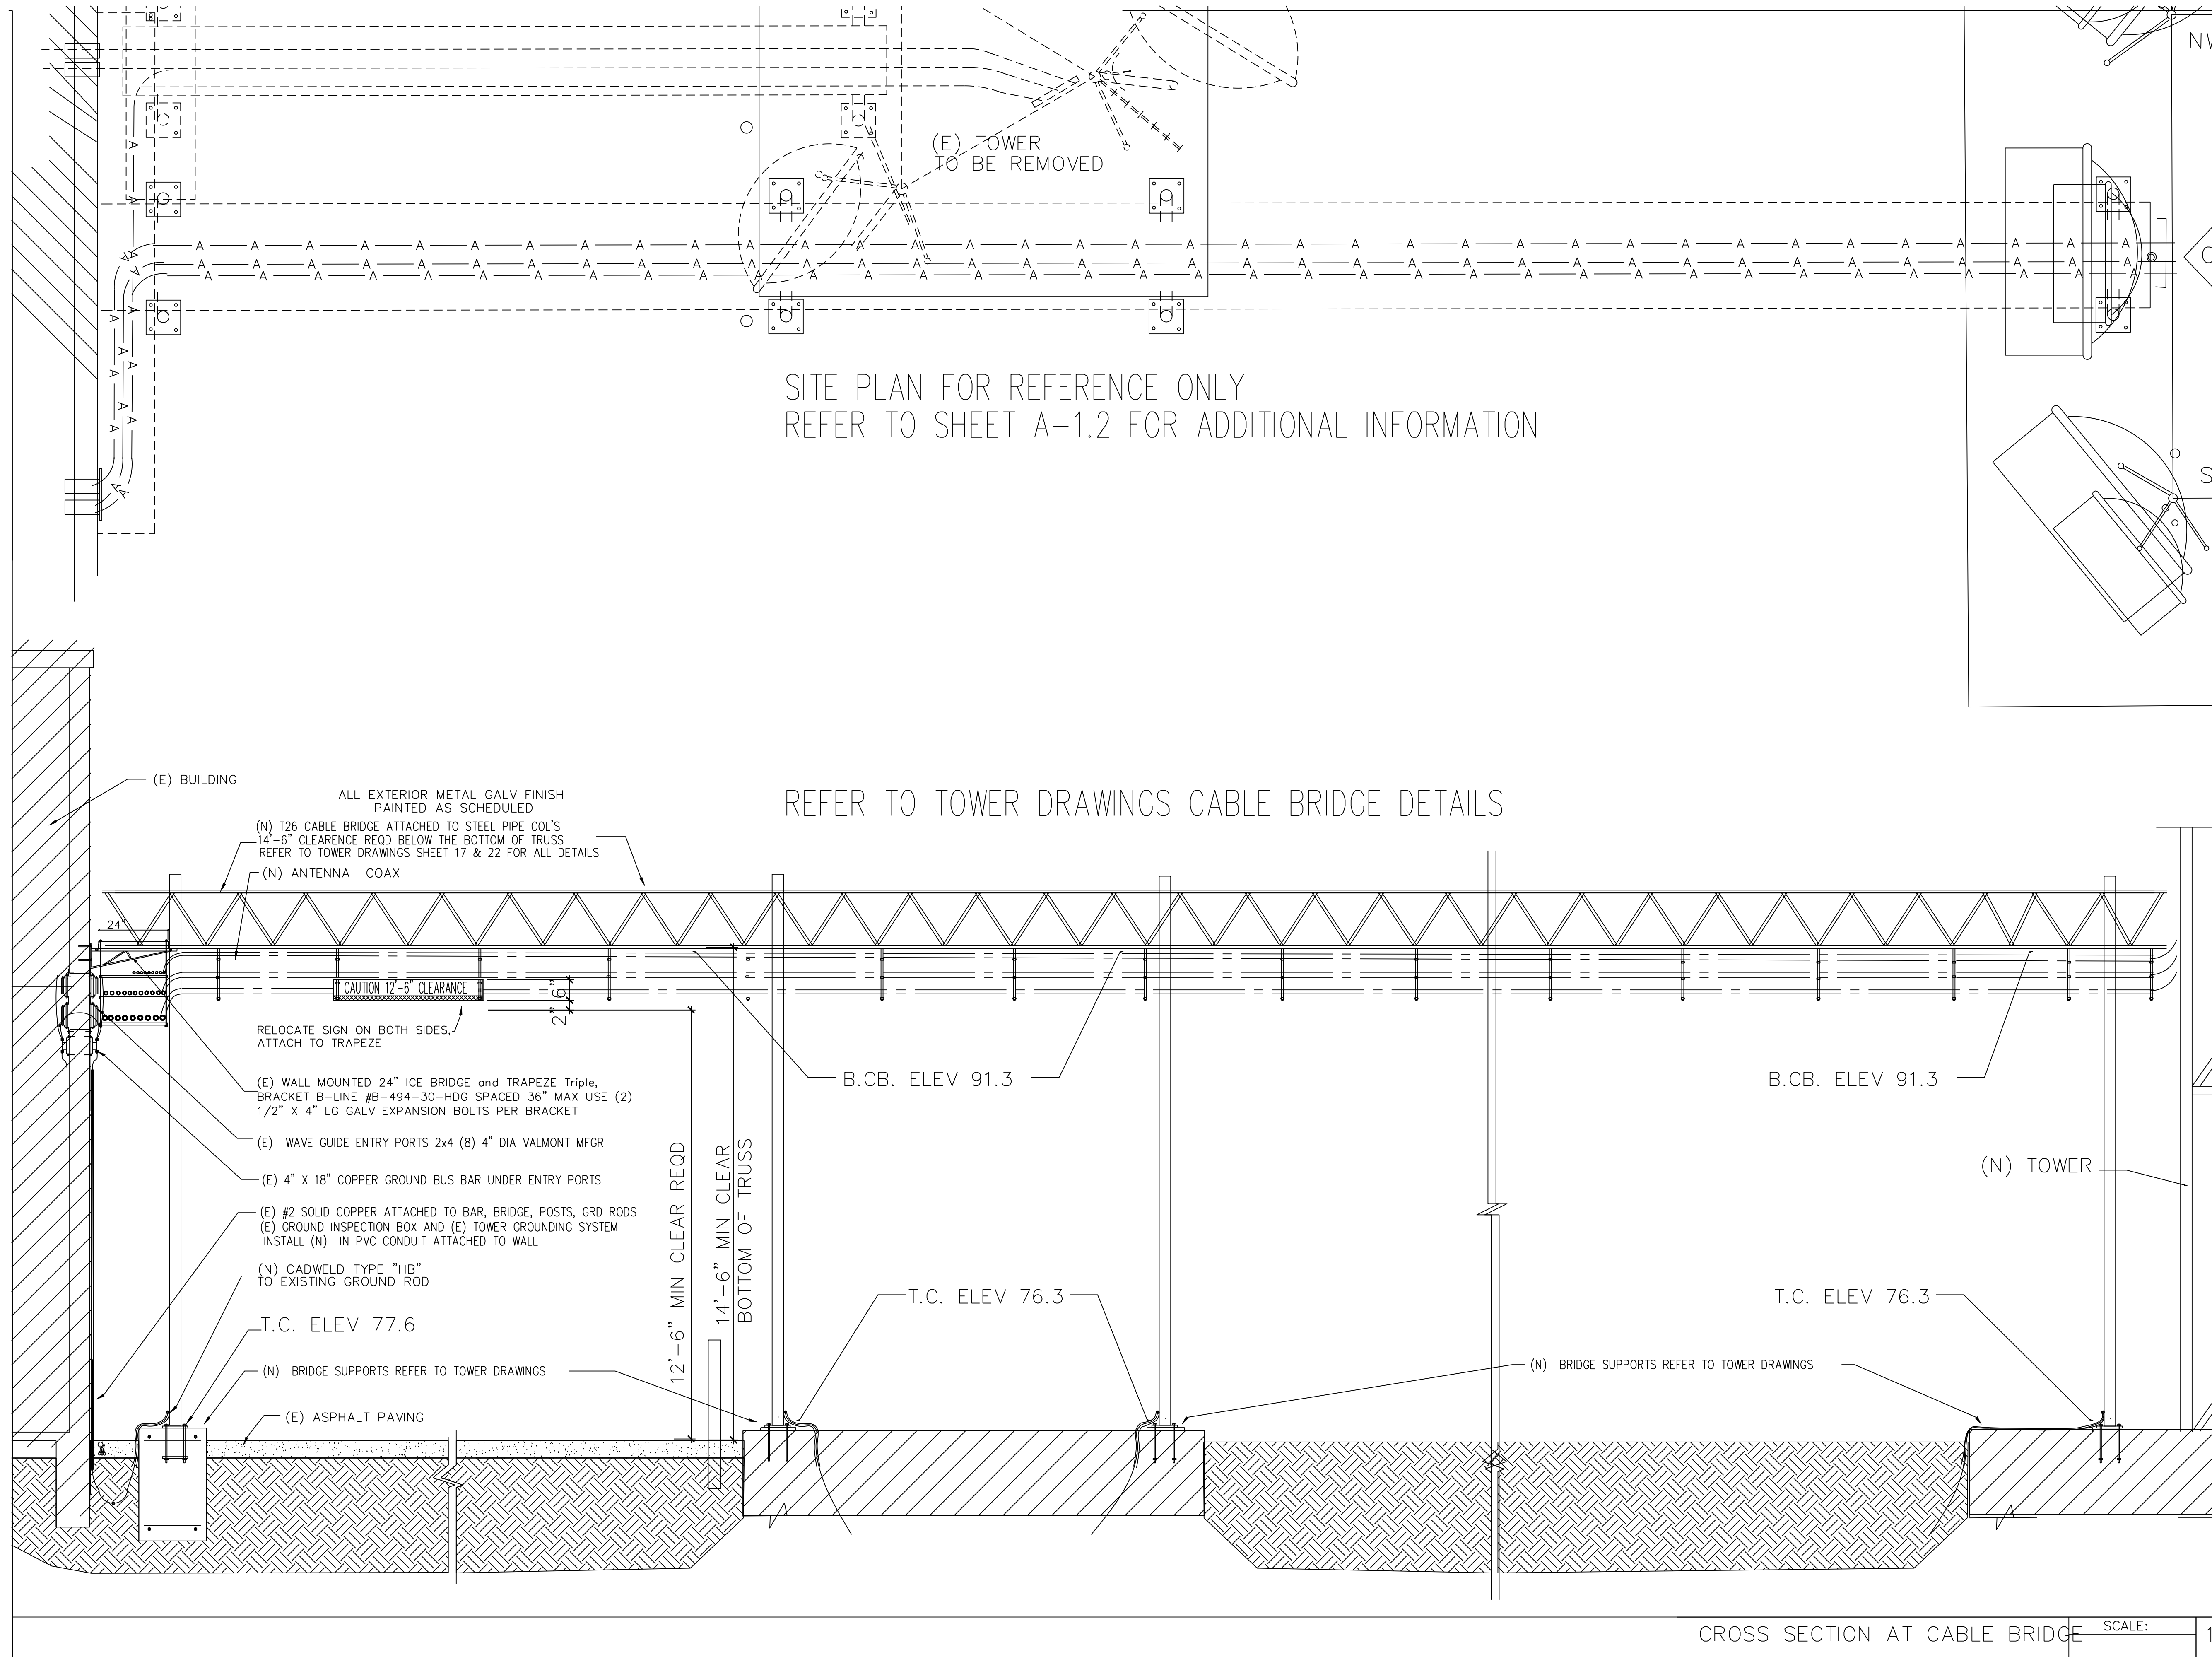 NW
(E) TOWER
TO BE REMOVED
SITE PLAN FOR REFERENCE ONLY
REFER TO SHEET A-1.2 FOR ADDITIONAL INFORMATION
(E) BUILDING
ALL EXTERIOR METAL GALV FINISH
PAINTED AS SCHEDULED
(N) T26 CABLE BRIDGE ATTACHED TO STEEL PIPE COL'S
14'-6" CLEARENCE REQD BELOW THE BOTTOM OF TRUSS
REFER TO TOWER DRAWINGS SHEET 17 & 22 FOR ALL DETAILS
(N) ANTENNA COAX
REFER TO TOWER DRAWINGS CABLE BRIDGE DETAILS
24"
CAUTION 12'-6" CLEARANCE
6"
2"
RELOCATE SIGN ON BOTH SIDES,
ATTACH TO TRAPEZE
B.CB. ELEV 91.3
B.CB. ELEV 91.3
(E) WALL MOUNTED 24" ICE BRIDGE and TRAPEZE Triple,
BRACKET B-LINE #B-494-30-HDG SPACED 36" MAX USE (2)
1/2" X 4" LG GALV EXPANSION BOLTS PER BRACKET
(E) WAVE GUIDE ENTRY PORTS 2x4 (8) 4" DIA VALMONT MFGR
(E) 4" X 18" COPPER GROUND BUS BAR UNDER ENTRY PORTS
(E) #2 SOLID COPPER ATTACHED TO BAR, BRIDGE, POSTS, GRD RODS
(E) GROUND INSPECTION BOX AND (E) TOWER GROUNDING SYSTEM
INSTALL (N) IN PVC CONDUIT ATTACHED TO WALL
(N) CADWELD TYPE "HB"
TO EXISTING GROUND ROD
T.C. ELEV 77.6
(N) BRIDGE SUPPORTS REFER TO TOWER DRAWINGS
(E) ASPHALT PAVING
12'-6" MIN CLEAR REQD
14'-6" MIN CLEAR
BOTTOM OF TRUSS
T.C. ELEV 76.3
(N) TOWER
T.C. ELEV 76.3
(N) BRIDGE SUPPORTS REFER TO TOWER DRAWINGS
CROSS SECTION AT CABLE BRIDGE
SCALE:
1